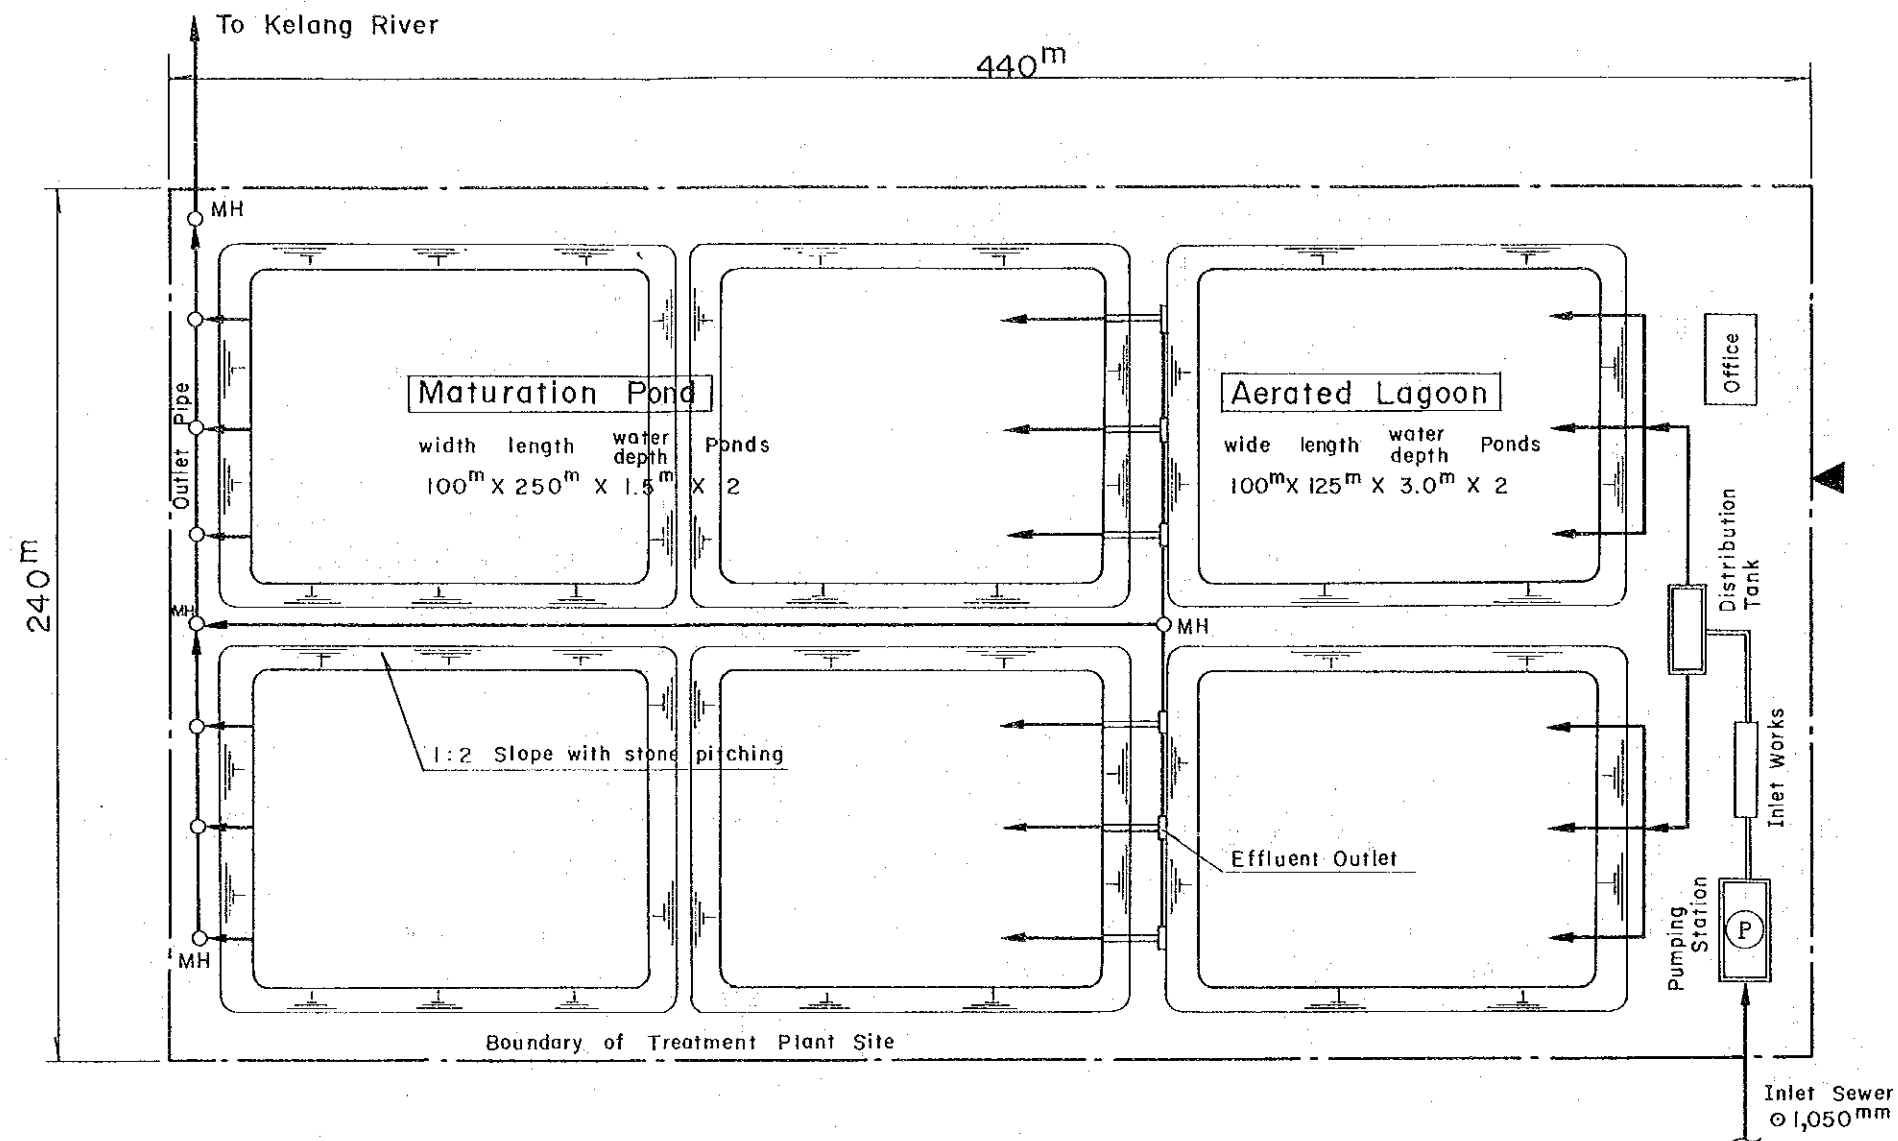 To Kelang River
440m
MH
Maturation Pond
width length water depth Ponds
100m X 250m X 1.5m X 2
Aerated Lagoon
wide length water depth Ponds
100m X 125m X 3.0m X 2
Office
Outlet Pipe
240m
Distribution Tank
MH
MH
1:2 Slope with stone pitching
Inlet Works
Effluent Outlet
Pumping Station
P
MH
Boundary of Treatment Plant Site
Inlet Sewer
⊙1,050mm